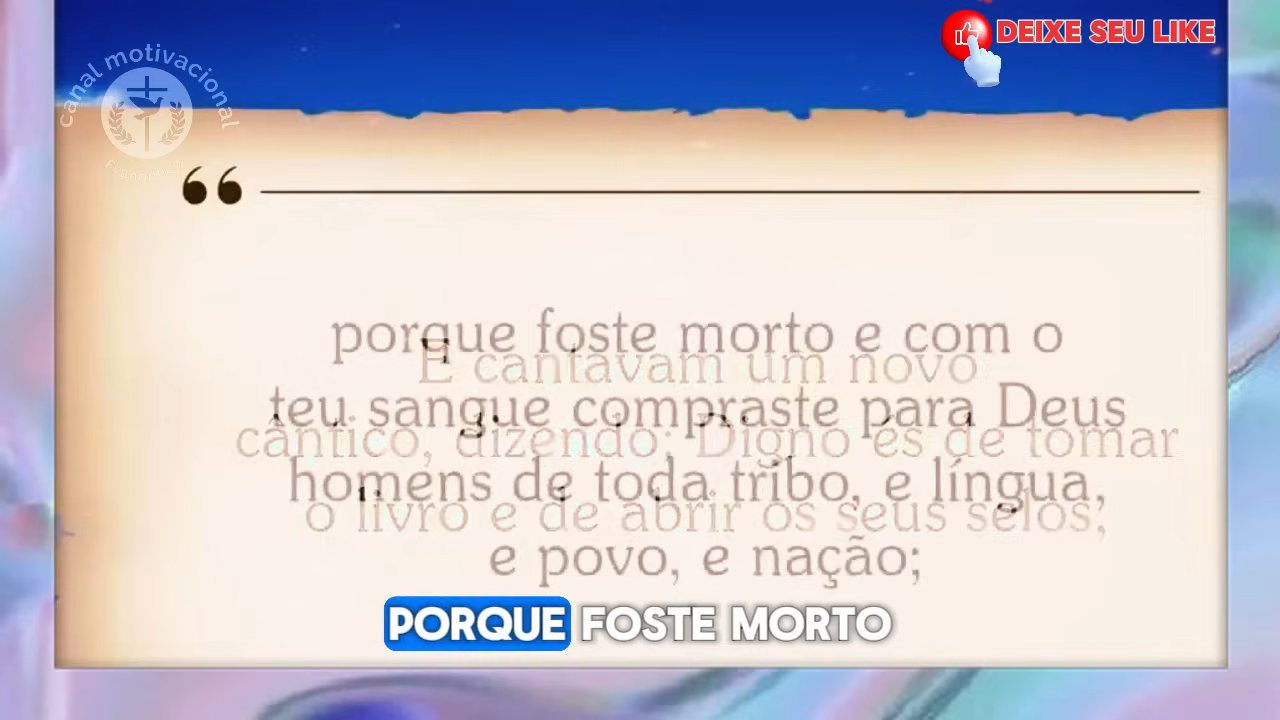 DEIXE SEU LIKE
canal motivacional
“
porque foste morto e com o
E cantavam um novo
teu sangue compraste para Deus
cântico, dizendo: Digno és de tomar
homens de toda tribo, e língua,
o livro e de abrir os seus selos;
e povo, e nação;
PORQUE FOSTE MORTO